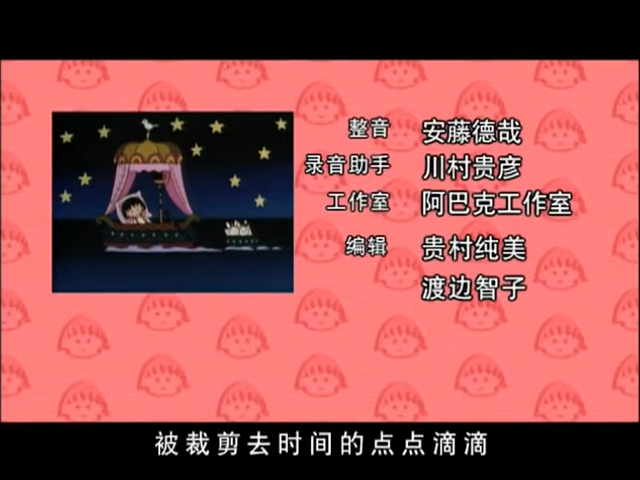 整音 安藤德哉
录音助手 川村贵彦
工作室 阿巴克工作室
编辑 贵村纯美
渡边智子
被裁剪去时间的点点滴滴